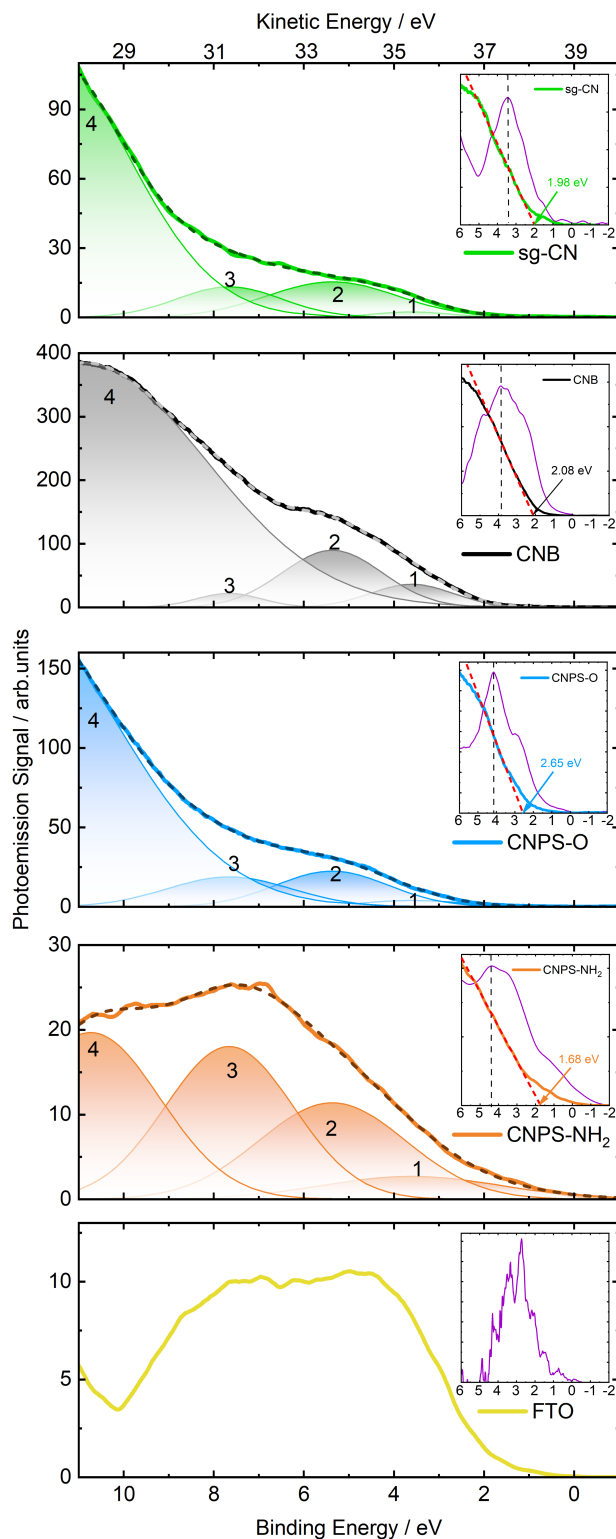 Kinetic Energy / eV
29 31 33 35 37 39
Photoemission Signal / arb.units
90
60
30
0
4
3
2
1
sg-CN
1.98 eV
6 5 4 3 2 1 0 -1 -2
sg-CN
400
300
200
100
0
4
3
2
1
CNB
2.08 eV
6 5 4 3 2 1 0 -1 -2
CNB
150
100
50
0
4
3
2
1
CNPS-O
2.65 eV
6 5 4 3 2 1 0 -1 -2
CNPS-O
30
20
10
0
4
3
2
1
CNPS-NH₂
1.68 eV
6 5 4 3 2 1 0 -1 -2
CNPS-NH₂
10
5
0
6 5 4 3 2 1 0 -1 -2
FTO
10 8 6 4 2 0
Binding Energy / eV